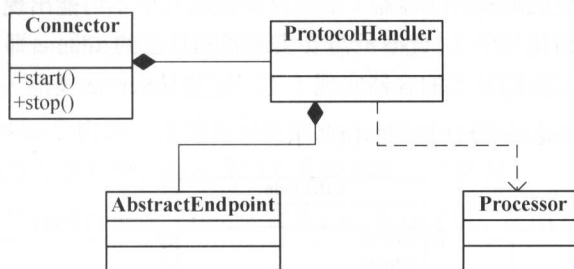 Connector
ProtocolHandler
+start()
+stop()
AbstractEndpoint
Processor